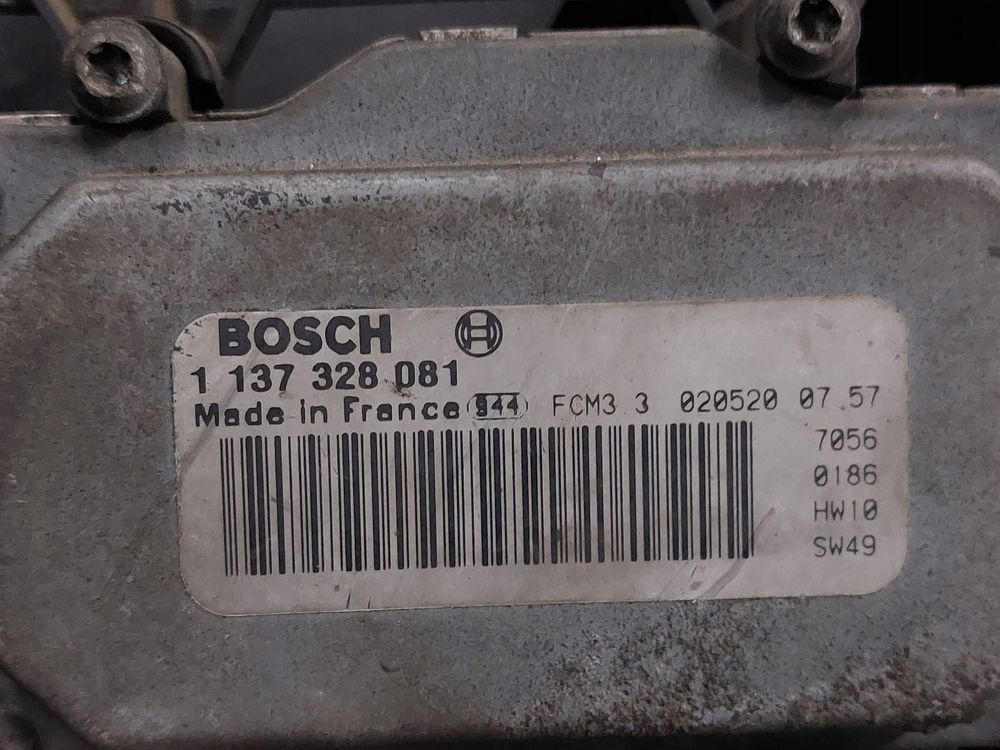 BOSCH
1 137 328 081
Made in France 944 FCM3 3 020520 07.57
7056
0186
HW10
SW49